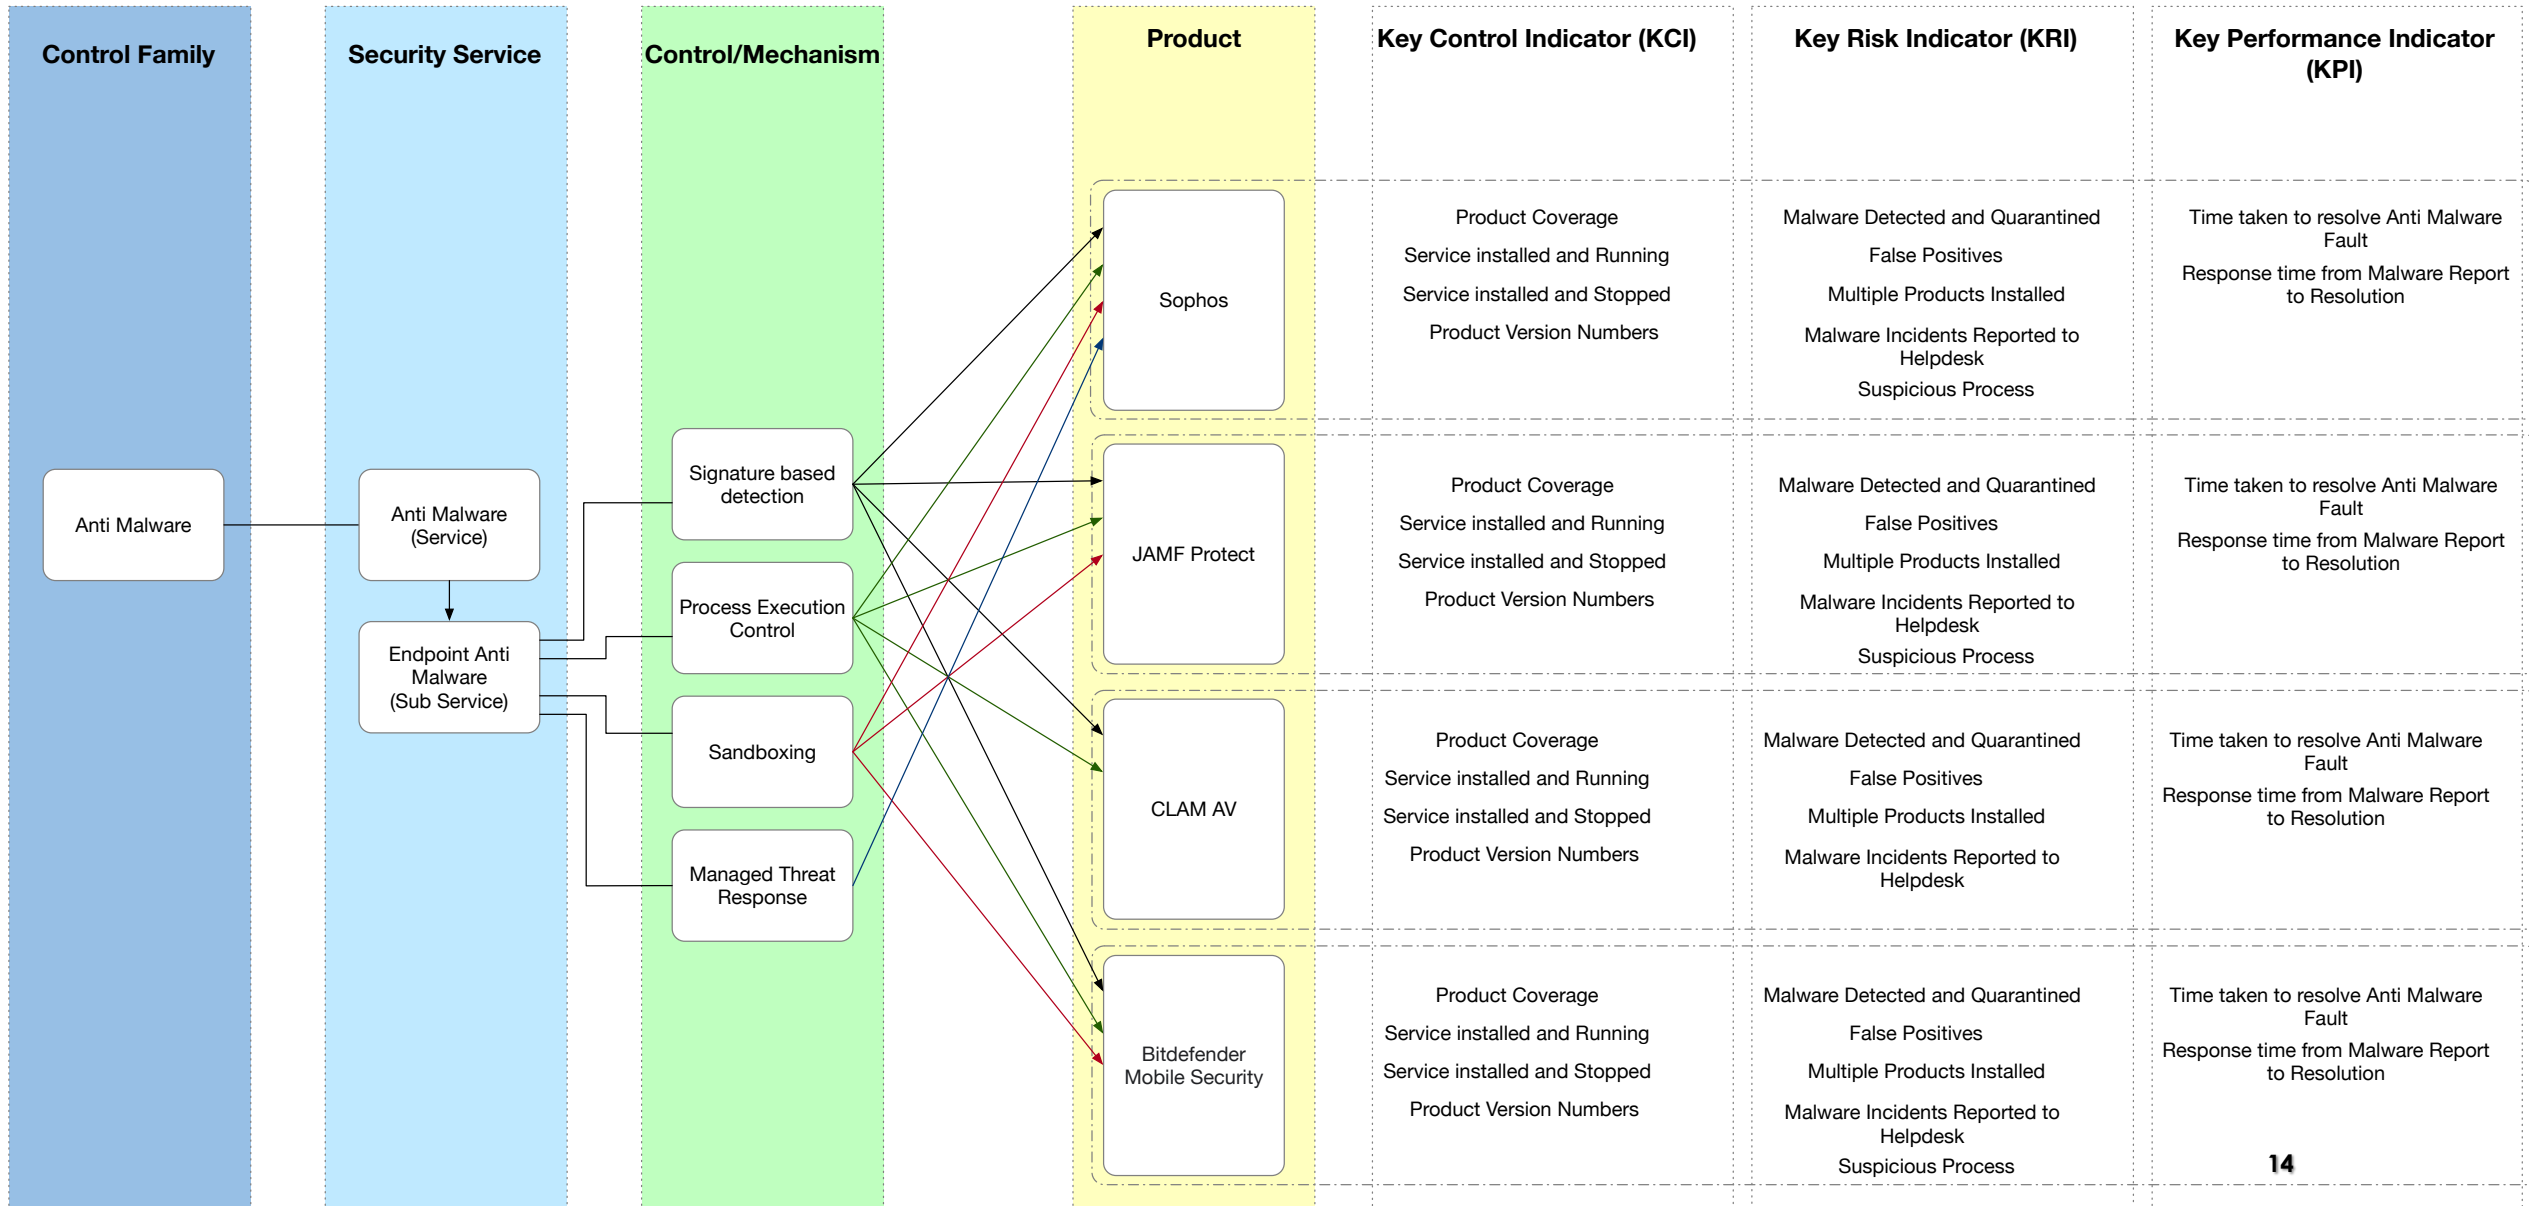 Control Family
Security Service
Control/Mechanism
Product
Key Control Indicator (KCI)
Key Risk Indicator (KRI)
Key Performance Indicator
(KPI)
Anti Malware
Anti Malware
(Service)
Endpoint Anti
Malware
(Sub Service)
Signature based
detection
Process Execution
Control
Sandboxing
Managed Threat
Response
Sophos
Product Coverage
Service installed and Running
Service installed and Stopped
Product Version Numbers
Malware Detected and Quarantined
False Positives
Multiple Products Installed
Malware Incidents Reported to
Helpdesk
Suspicious Process
Time taken to resolve Anti Malware
Fault
Response time from Malware Report
to Resolution
JAMF Protect
Product Coverage
Service installed and Running
Service installed and Stopped
Product Version Numbers
Malware Detected and Quarantined
False Positives
Multiple Products Installed
Malware Incidents Reported to
Helpdesk
Suspicious Process
Time taken to resolve Anti Malware
Fault
Response time from Malware Report
to Resolution
CLAM AV
Product Coverage
Service installed and Running
Service installed and Stopped
Product Version Numbers
Malware Detected and Quarantined
False Positives
Multiple Products Installed
Malware Incidents Reported to
Helpdesk
Time taken to resolve Anti Malware
Fault
Response time from Malware Report
to Resolution
Bitdefender
Mobile Security
Product Coverage
Service installed and Running
Service installed and Stopped
Product Version Numbers
Malware Detected and Quarantined
False Positives
Multiple Products Installed
Malware Incidents Reported to
Helpdesk
Suspicious Process
Time taken to resolve Anti Malware
Fault
Response time from Malware Report
to Resolution
14